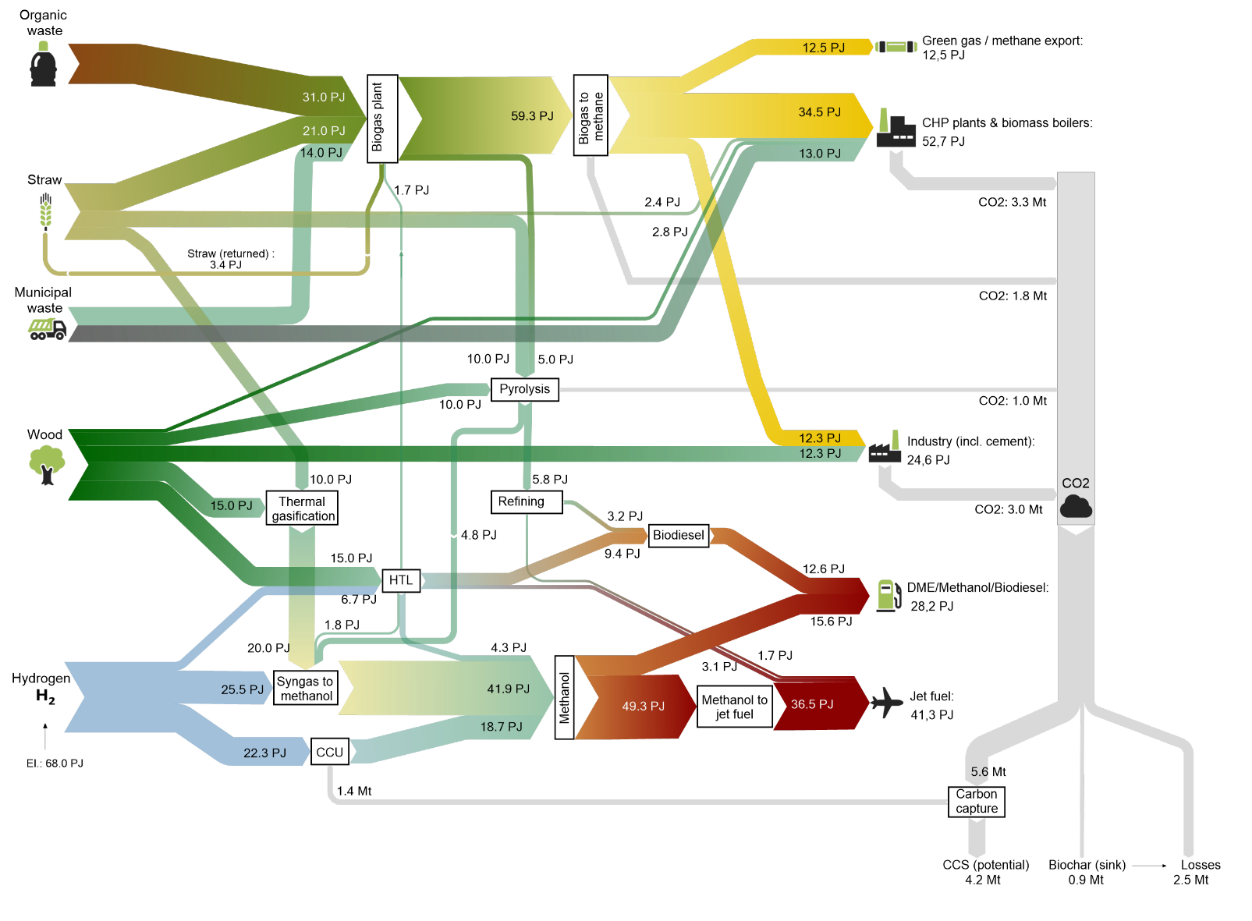 Organic
waste
31.0 PJ
21.0 PJ
14.0 PJ
Biogas plant
59.3 PJ
Biogas to
methane
12.5 PJ
Green gas / methane export:
12,5 PJ
34.5 PJ
13.0 PJ
CHP plants & biomass boilers:
52,7 PJ
Straw
1.7 PJ
2.4 PJ
2.8 PJ
CO2: 3.3 Mt
Straw (returned) :
3.4 PJ
CO2: 1.8 Mt
Municipal
waste
10.0 PJ
5.0 PJ
Pyrolysis
10.0 PJ
CO2: 1.0 Mt
Wood
12.3 PJ
12.3 PJ
Industry (incl. cement):
24,6 PJ
10.0 PJ
15.0 PJ
Thermal
gasification
5.8 PJ
Refining
CO2
CO2: 3.0 Mt
3.2 PJ
4.8 PJ
Biodiesel
9.4 PJ
15.0 PJ
HTL
6.7 PJ
12.6 PJ
15.6 PJ
DME/Methanol/Biodiesel:
28,2 PJ
1.8 PJ
20.0 PJ
4.3 PJ
1.7 PJ
3.1 PJ
Hydrogen
H2
25.5 PJ
Syngas to
methanol
41.9 PJ
18.7 PJ
Methanol
49.3 PJ
Methanol to
jet fuel
36.5 PJ
Jet fuel:
41,3 PJ
El.: 68.0 PJ
22.3 PJ
CCU
1.4 Mt
5.6 Mt
Carbon
capture
CCS (potential)
4.2 Mt
Biochar (sink)
0.9 Mt
Losses
2.5 Mt